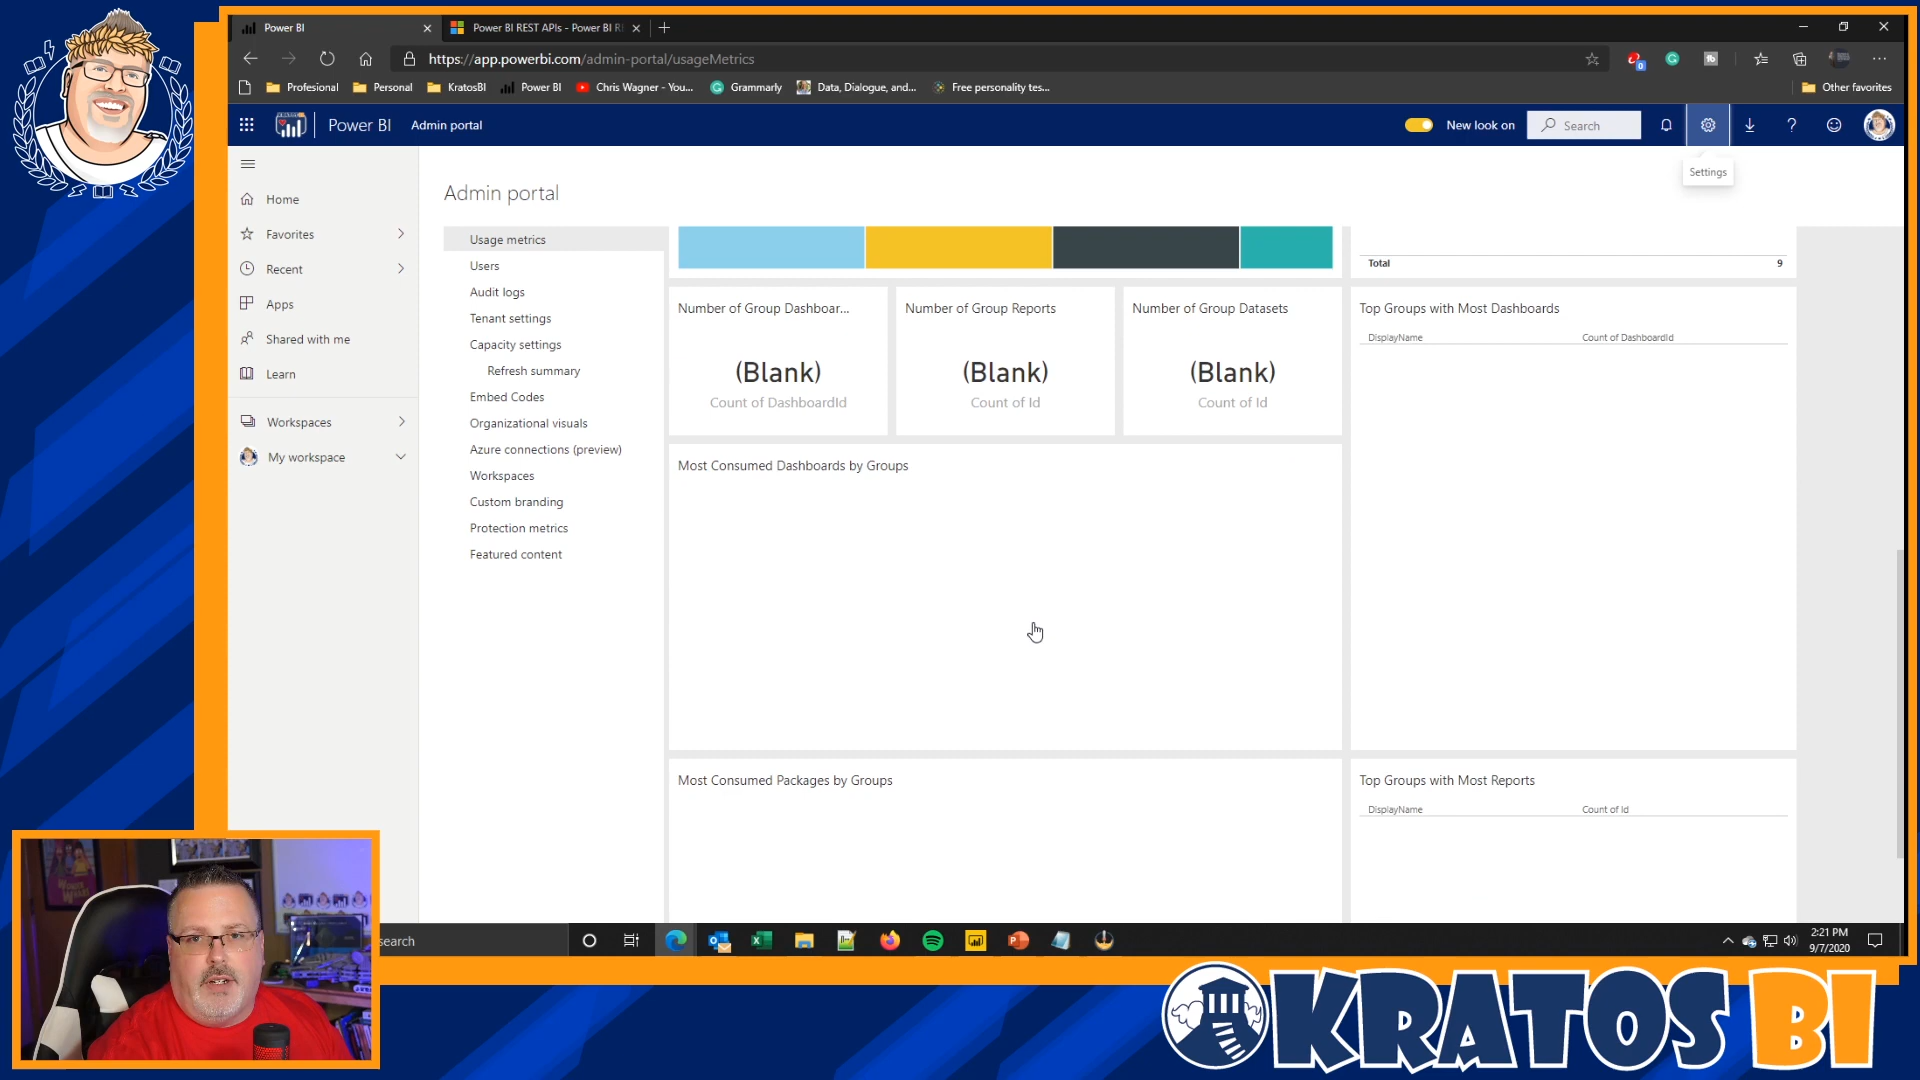 Power BI
Power BI REST APIs - Power BI RE
https://app.powerbi.com/admin-portal/usageMetrics
Profesional
Personal
KratosBI
Power BI
Chris Wagner - You...
Grammarly
Data, Dialogue, and...
Free personality tes...
Other favorites
Power BI
Admin portal
New look on
Search
Settings
Home
Favorites
Recent
Apps
Shared with me
Learn
Workspaces
My workspace
Admin portal
Usage metrics
Users
Audit logs
Tenant settings
Capacity settings
Refresh summary
Embed Codes
Organizational visuals
Azure connections (preview)
Workspaces
Custom branding
Protection metrics
Featured content
Total 9
Number of Group Dashboar...
(Blank)
Count of DashboardId
Number of Group Reports
(Blank)
Count of Id
Number of Group Datasets
(Blank)
Count of Id
Top Groups with Most Dashboards
DisplayName Count of DashboardId
Most Consumed Dashboards by Groups
Most Consumed Packages by Groups
Top Groups with Most Reports
DisplayName Count of Id
search
2:21 PM
9/7/2020
KRATOS BI